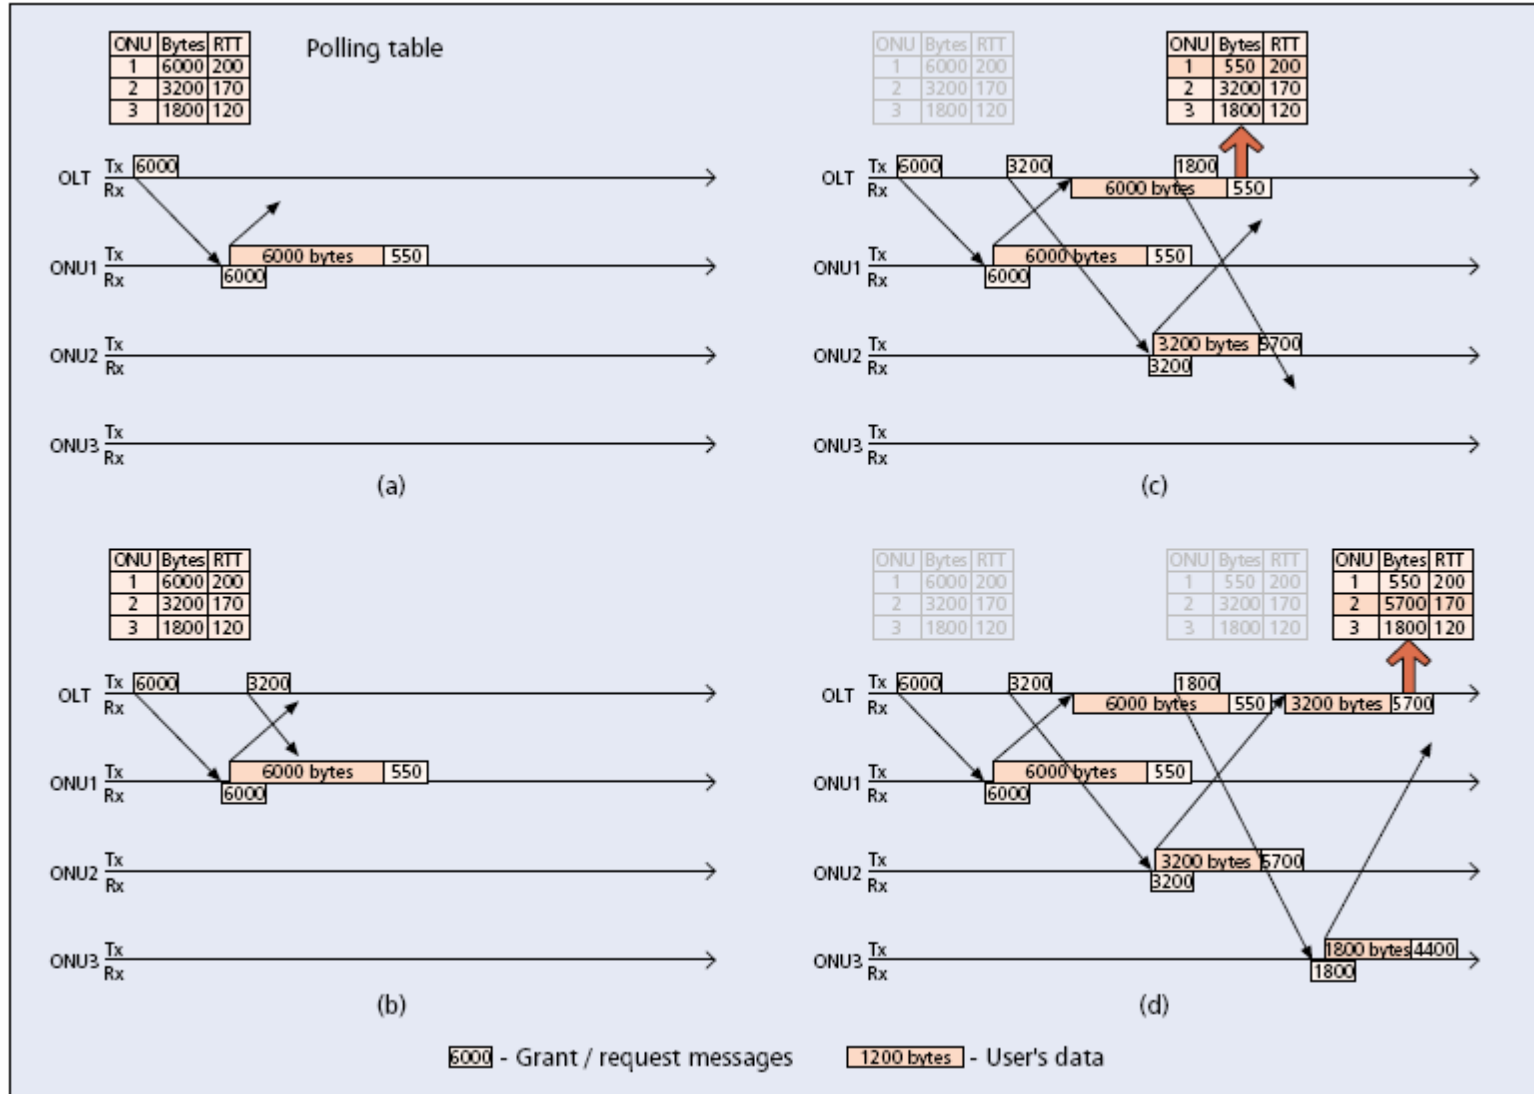 Polling table
ONU Bytes RTT
1 6000 200
2 3200 170
3 1800 120
OLT Tx Rx
6000
ONU1 Tx Rx
6000 bytes 550
6000
ONU2 Tx Rx
ONU3 Tx Rx
(a)
ONU Bytes RTT
1 6000 200
2 3200 170
3 1800 120
OLT Tx Rx
6000 3200
ONU1 Tx Rx
6000 bytes 550
6000
ONU2 Tx Rx
ONU3 Tx Rx
(b)
ONU Bytes RTT
1 6000 200
2 3200 170
3 1800 120
ONU Bytes RTT
1 550 200
2 3200 170
3 1800 120
OLT Tx Rx
6000 3200 1800
6000 bytes 550
ONU1 Tx Rx
6000 bytes 550
6000
ONU2 Tx Rx
3200 bytes 5700
3200
ONU3 Tx Rx
(c)
ONU Bytes RTT
1 6000 200
2 3200 170
3 1800 120
ONU Bytes RTT
1 550 200
2 3200 170
3 1800 120
ONU Bytes RTT
1 550 200
2 5700 170
3 1800 120
OLT Tx Rx
6000 3200 1800
6000 bytes 550 3200 bytes 5700
ONU1 Tx Rx
6000 bytes 550
6000
ONU2 Tx Rx
3200 bytes 5700
3200
ONU3 Tx Rx
1800 bytes 4400
1800
(d)
6000 - Grant / request messages
1200 bytes - User's data